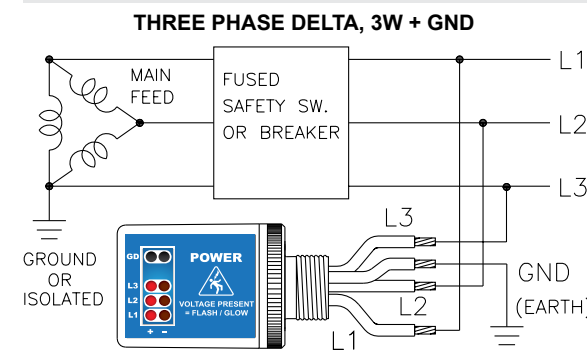 THREE PHASE DELTA, 3W + GND
MAIN
FEED
FUSED
SAFETY SW.
OR BREAKER
L1
L2
L3
GROUND
OR
ISOLATED
GD
L3
L2
L1
+ -
POWER
VOLTAGE PRESENT
= FLASH / GLOW
L3
L2
L1
GND
(EARTH)